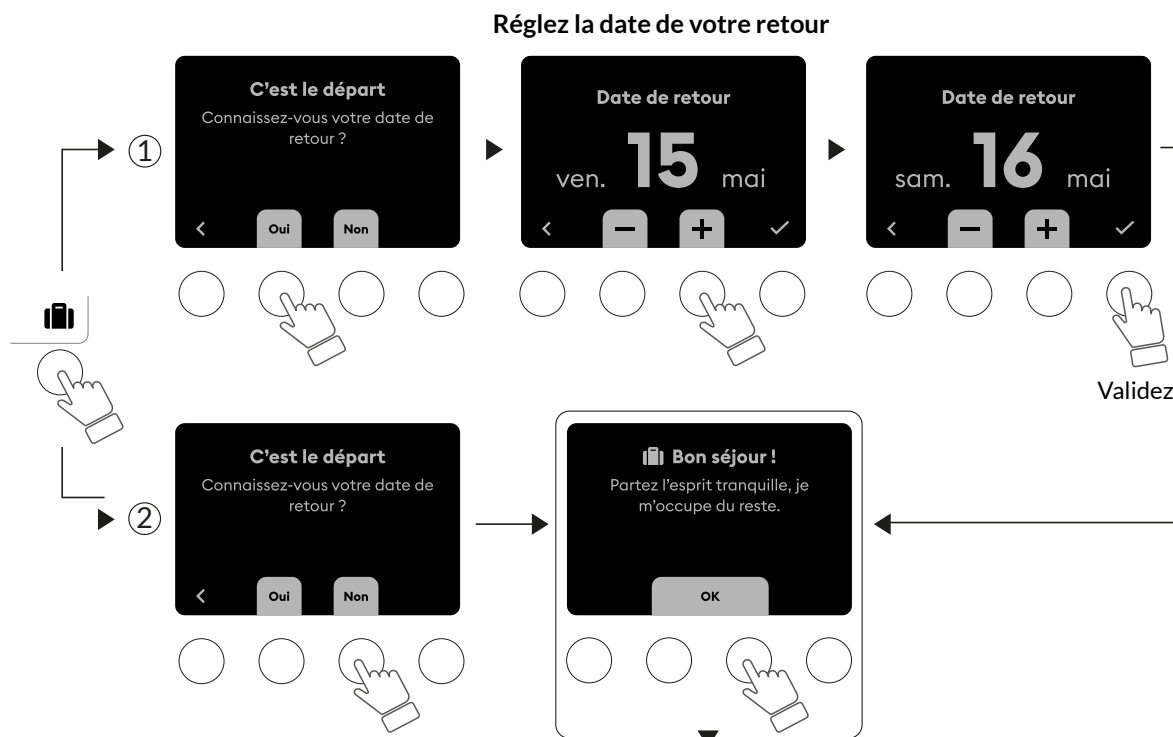 Réglez la date de votre retour
1
C'est le départ
Connaissez-vous votre date de
retour ?
<
Oui
Non
Date de retour
ven. 15 mai
<
−
+
✓
Date de retour
sam. 16 mai
<
−
+
✓
Validez
2
C'est le départ
Connaissez-vous votre date de
retour ?
<
Oui
Non
Bon séjour !
Partez l'esprit tranquille, je
m'occupe du reste.
OK